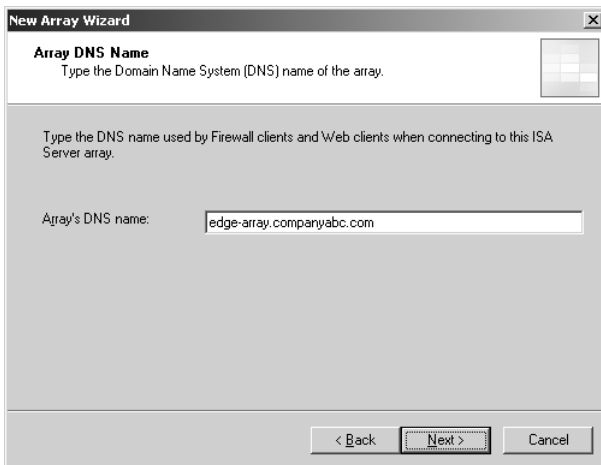 New Array Wizard
Array DNS Name
Type the Domain Name System (DNS) name of the array.
Type the DNS name used by Firewall clients and Web clients when connecting to this ISA
Server array.
Array's DNS name: edge-array.companyabc.com
< Back Next > Cancel